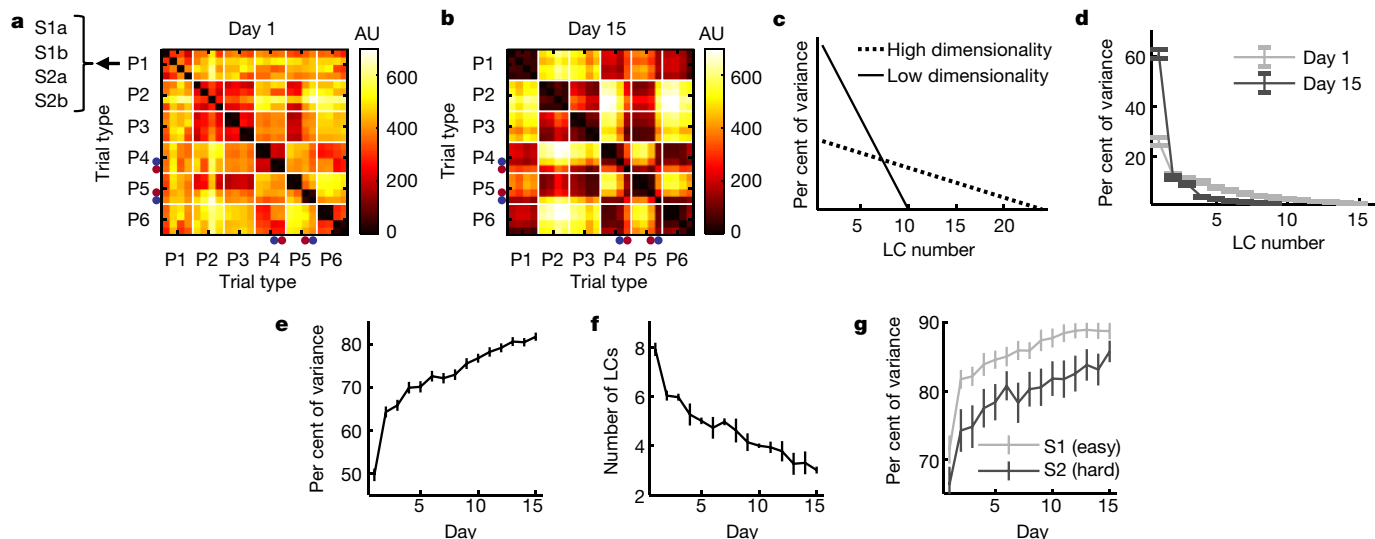 a
S1a
S1b
S2a
S2b
Day 1
AU
P1
P2
P3
P4
P5
P6
Trial type
600
400
200
0
P1 P2 P3 P4 P5 P6
Trial type
b
Day 15
AU
P1
P2
P3
P4
P5
P6
Trial type
600
400
200
0
P1 P2 P3 P4 P5 P6
Trial type
c
High dimensionality
Low dimensionality
Per cent of variance
5 10 15 20
LC number
d
60
40
20
Per cent of variance
Day 1
Day 15
5 10 15
LC number
e
80
70
60
50
Per cent of variance
5 10 15
Day
f
8
6
4
2
Number of LCs
5 10 15
Day
g
90
80
70
Per cent of variance
S1 (easy)
S2 (hard)
5 10 15
Day